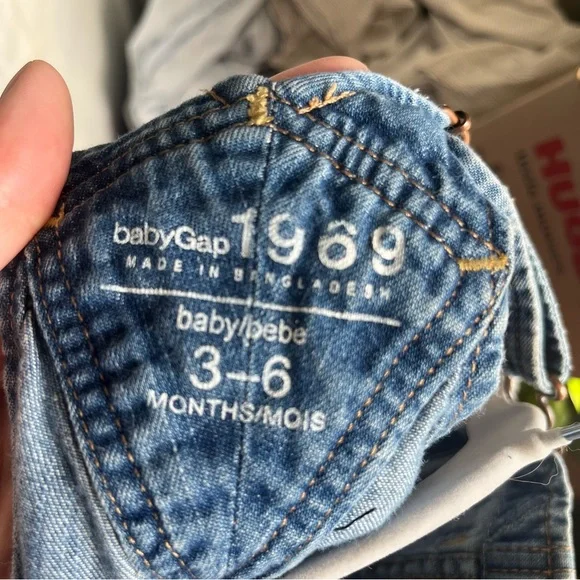 babyGap 1969
MADE IN BANGLADESH
baby/bebe
3–6
MONTHS/MOIS